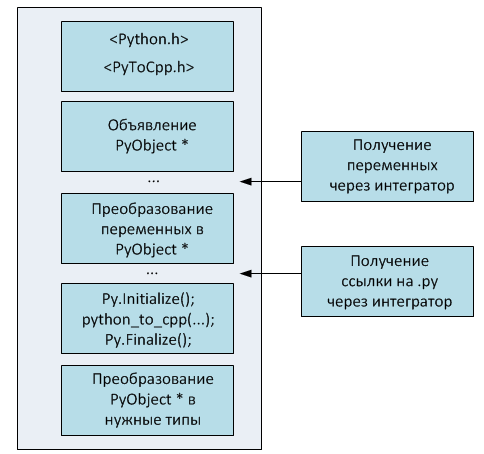 <Python.h>
<PyToCpp.h>
Объявление
PyObject *
...
Преобразование
переменных в
PyObject *
...
Py.Initialize();
python_to_cpp(...);
Py.Finalize();
Преобразование
PyObject * в
нужные типы
Получение
переменных
через интегратор
Получение
ссылки на .py
через интегратор